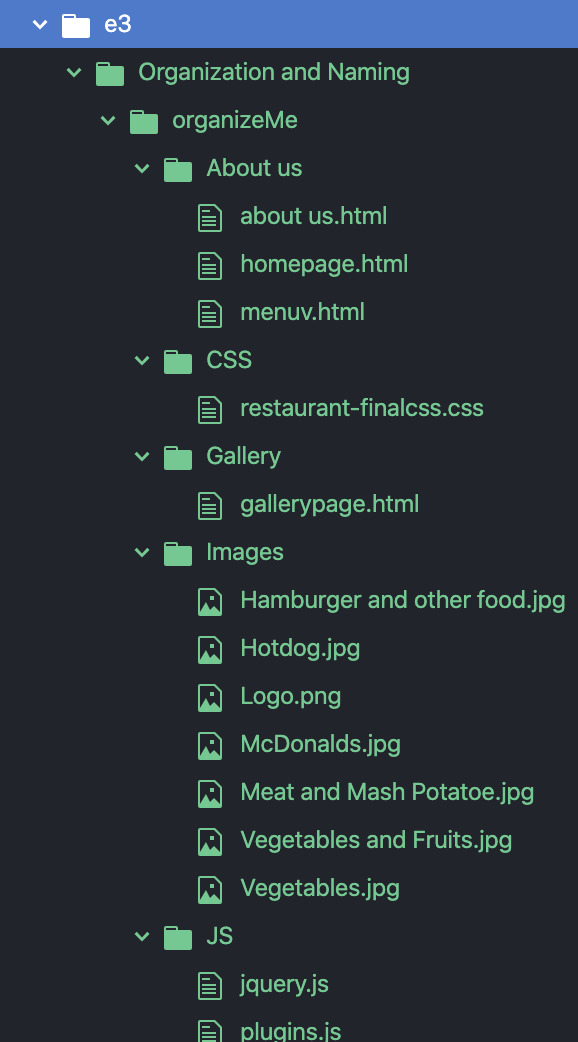 e3
Organization and Naming
organizeMe
About us
about us.html
homepage.html
menuv.html
CSS
restaurant-finalcss.css
Gallery
gallerypage.html
Images
Hamburger and other food.jpg
Hotdog.jpg
Logo.png
McDonalds.jpg
Meat and Mash Potatoe.jpg
Vegetables and Fruits.jpg
Vegetables.jpg
JS
jquery.js
plugins.js